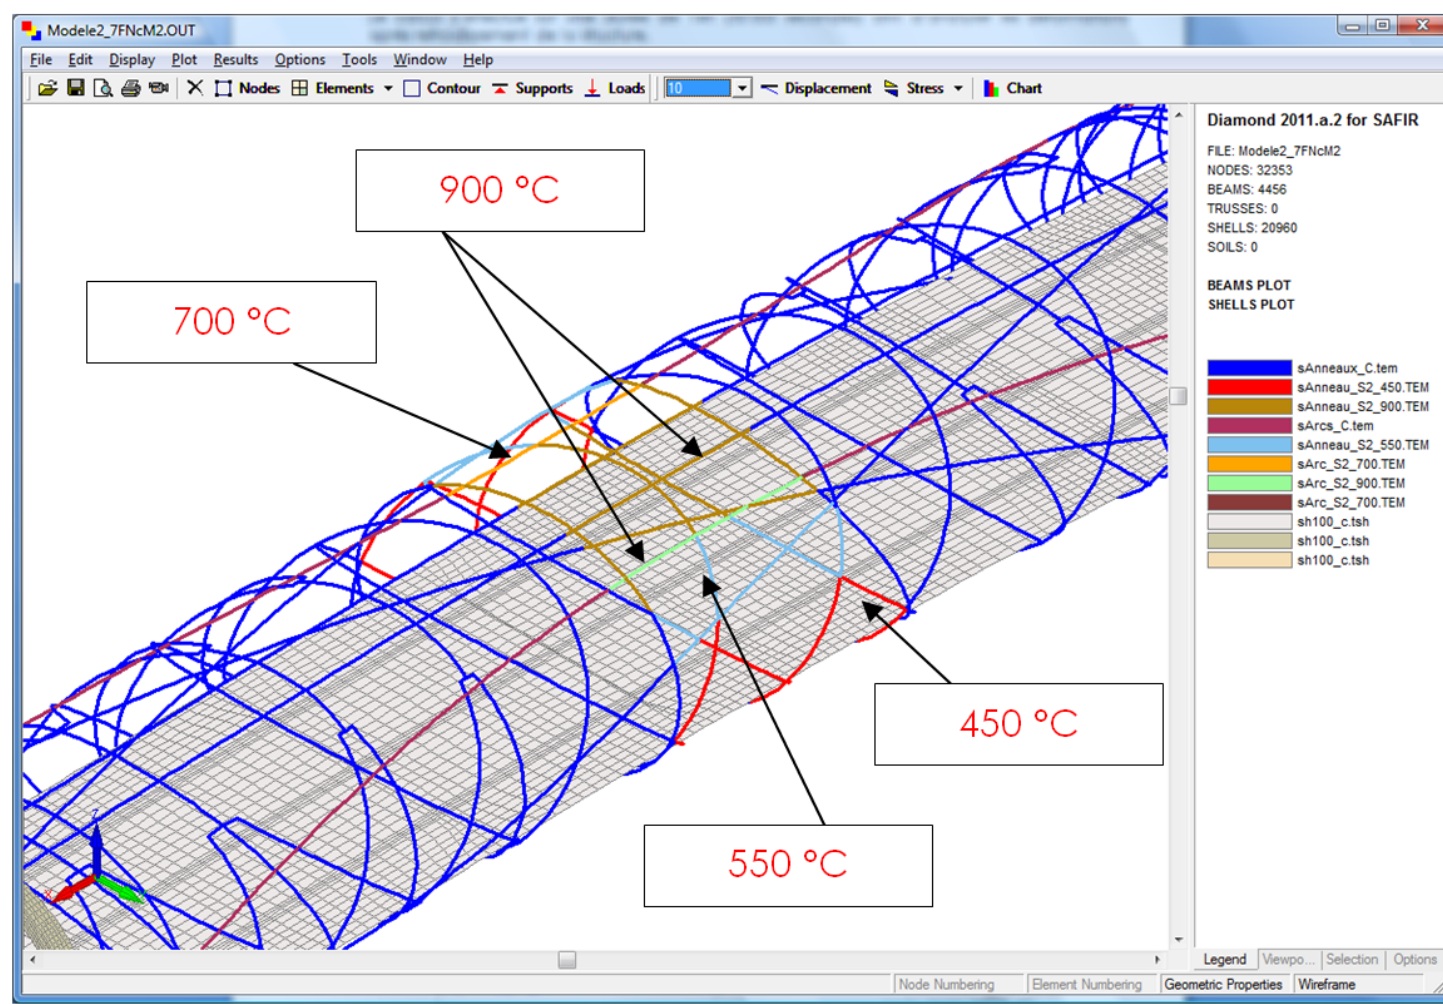 Modele2_7FNcM2.OUT
File Edit Display Plot Results Options Tools Window Help
Nodes Elements Contour Supports Loads 10 Displacement Stress Chart
Diamond 2011.a.2 for SAFIR
FILE: Modele2_7FNcM2
NODES: 32353
BEAMS: 4456
TRUSSES: 0
SHELLS: 20960
SOILS: 0
BEAMS PLOT
SHELLS PLOT
sAnneaux_C.tem
sAnneau_S2_450.TEM
sAnneau_S2_900.TEM
sArcs_C.tem
sAnneau_S2_550.TEM
sArc_S2_700.TEM
sArc_S2_900.TEM
sArc_S2_700.TEM
sh100_c.tsh
sh100_c.tsh
sh100_c.tsh
900 °C
700 °C
450 °C
550 °C
Z
Legend Viewpo... Selection Options
Node Numbering Element Numbering Geometric Properties Wireframe